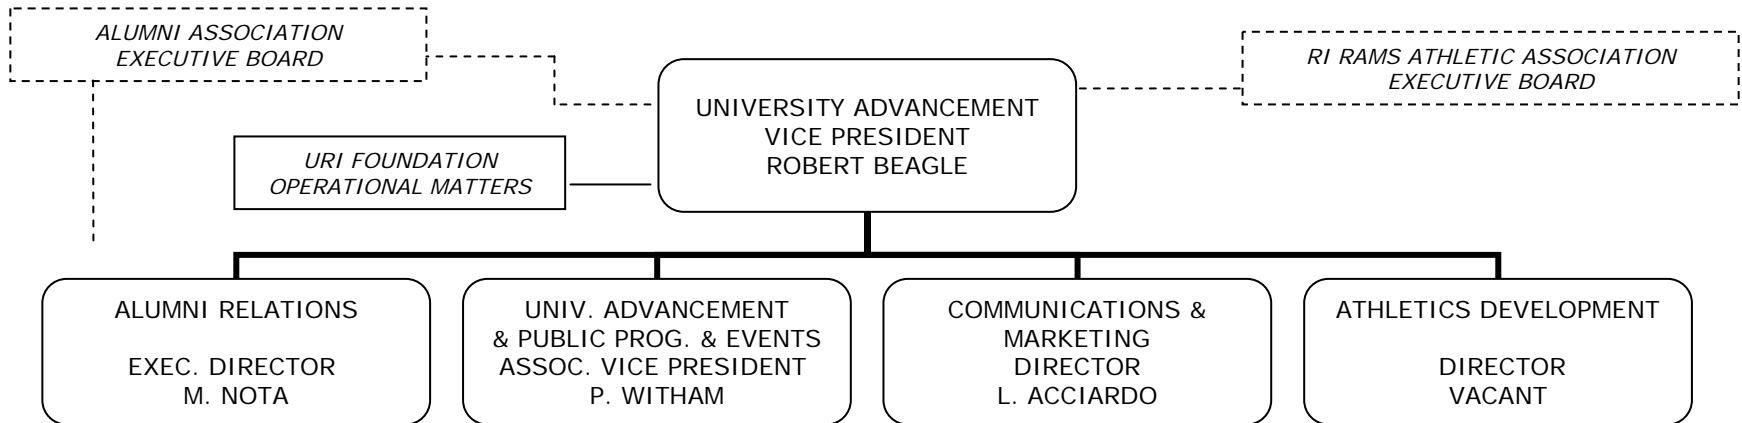 ALUMNI ASSOCIATION
EXECUTIVE BOARD
RI RAMS ATHLETIC ASSOCIATION
EXECUTIVE BOARD
UNIVERSITY ADVANCEMENT
VICE PRESIDENT
ROBERT BEAGLE
URI FOUNDATION
OPERATIONAL MATTERS
ALUMNI RELATIONS
EXEC. DIRECTOR
M. NOTA
UNIV. ADVANCEMENT
& PUBLIC PROG. & EVENTS
ASSOC. VICE PRESIDENT
P. WITHAM
COMMUNICATIONS &
MARKETING
DIRECTOR
L. ACCIARDO
ATHLETICS DEVELOPMENT
DIRECTOR
VACANT